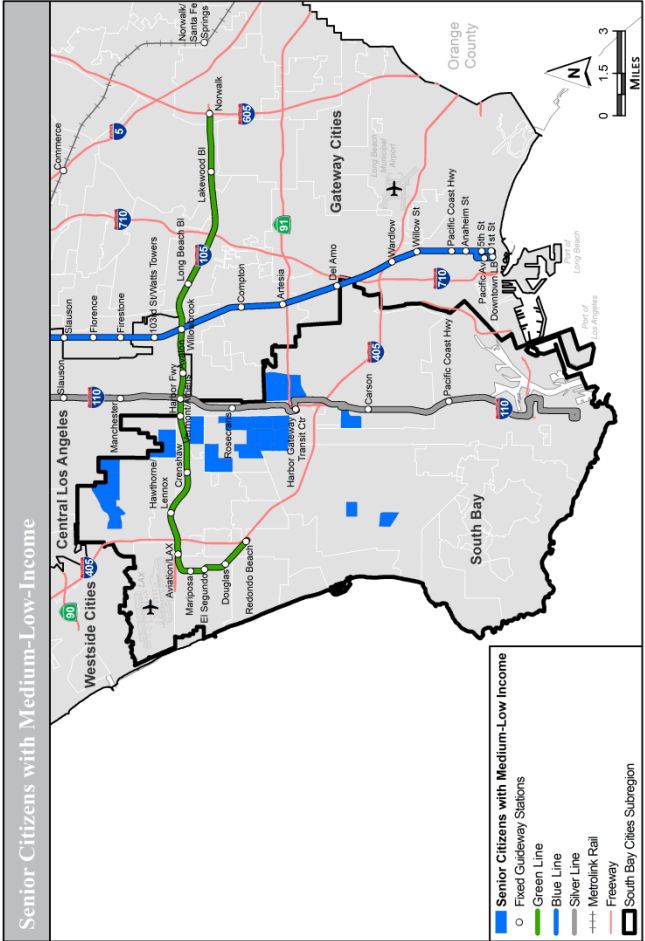 Senior Citizens with Medium-Low-Income
Westside Cities
Central Los Angeles
Gateway Cities
South Bay
Orange
County
90
405
110
105
710
5
605
91
405
710
110
Commerce
Norwalk/
Santa Fe
Springs
Norwalk
Lakewood Bl
Long Beach Bl
Slauson
Florence
Firestone
103rd St/Watts Towers
Willowbrook
Compton
Artesia
Del Amo
Wardlow
Willow St
Pacific Coast Hwy
Anaheim St
5th St
1st St
Pacific Av
Downtown LB
Slauson
Manchester
Harbor Fwy
Vermont/Athens
Rosecrans
Harbor Gateway
Transit Ctr
Carson
Pacific Coast Hwy
Crenshaw
Hawthorne/
Lennox
Aviation/LAX
Mariposa
El Segundo
Douglas
Redondo Beach
Long Beach
Municipal
Airport
Port of
Long Beach
Port of
Los Angeles
N
0 1.5 3
MILES
Senior Citizens with Medium-Low Income
Fixed Guideway Stations
Green Line
Blue Line
Silver Line
Metrolink Rail
Freeway
South Bay Cities Subregion